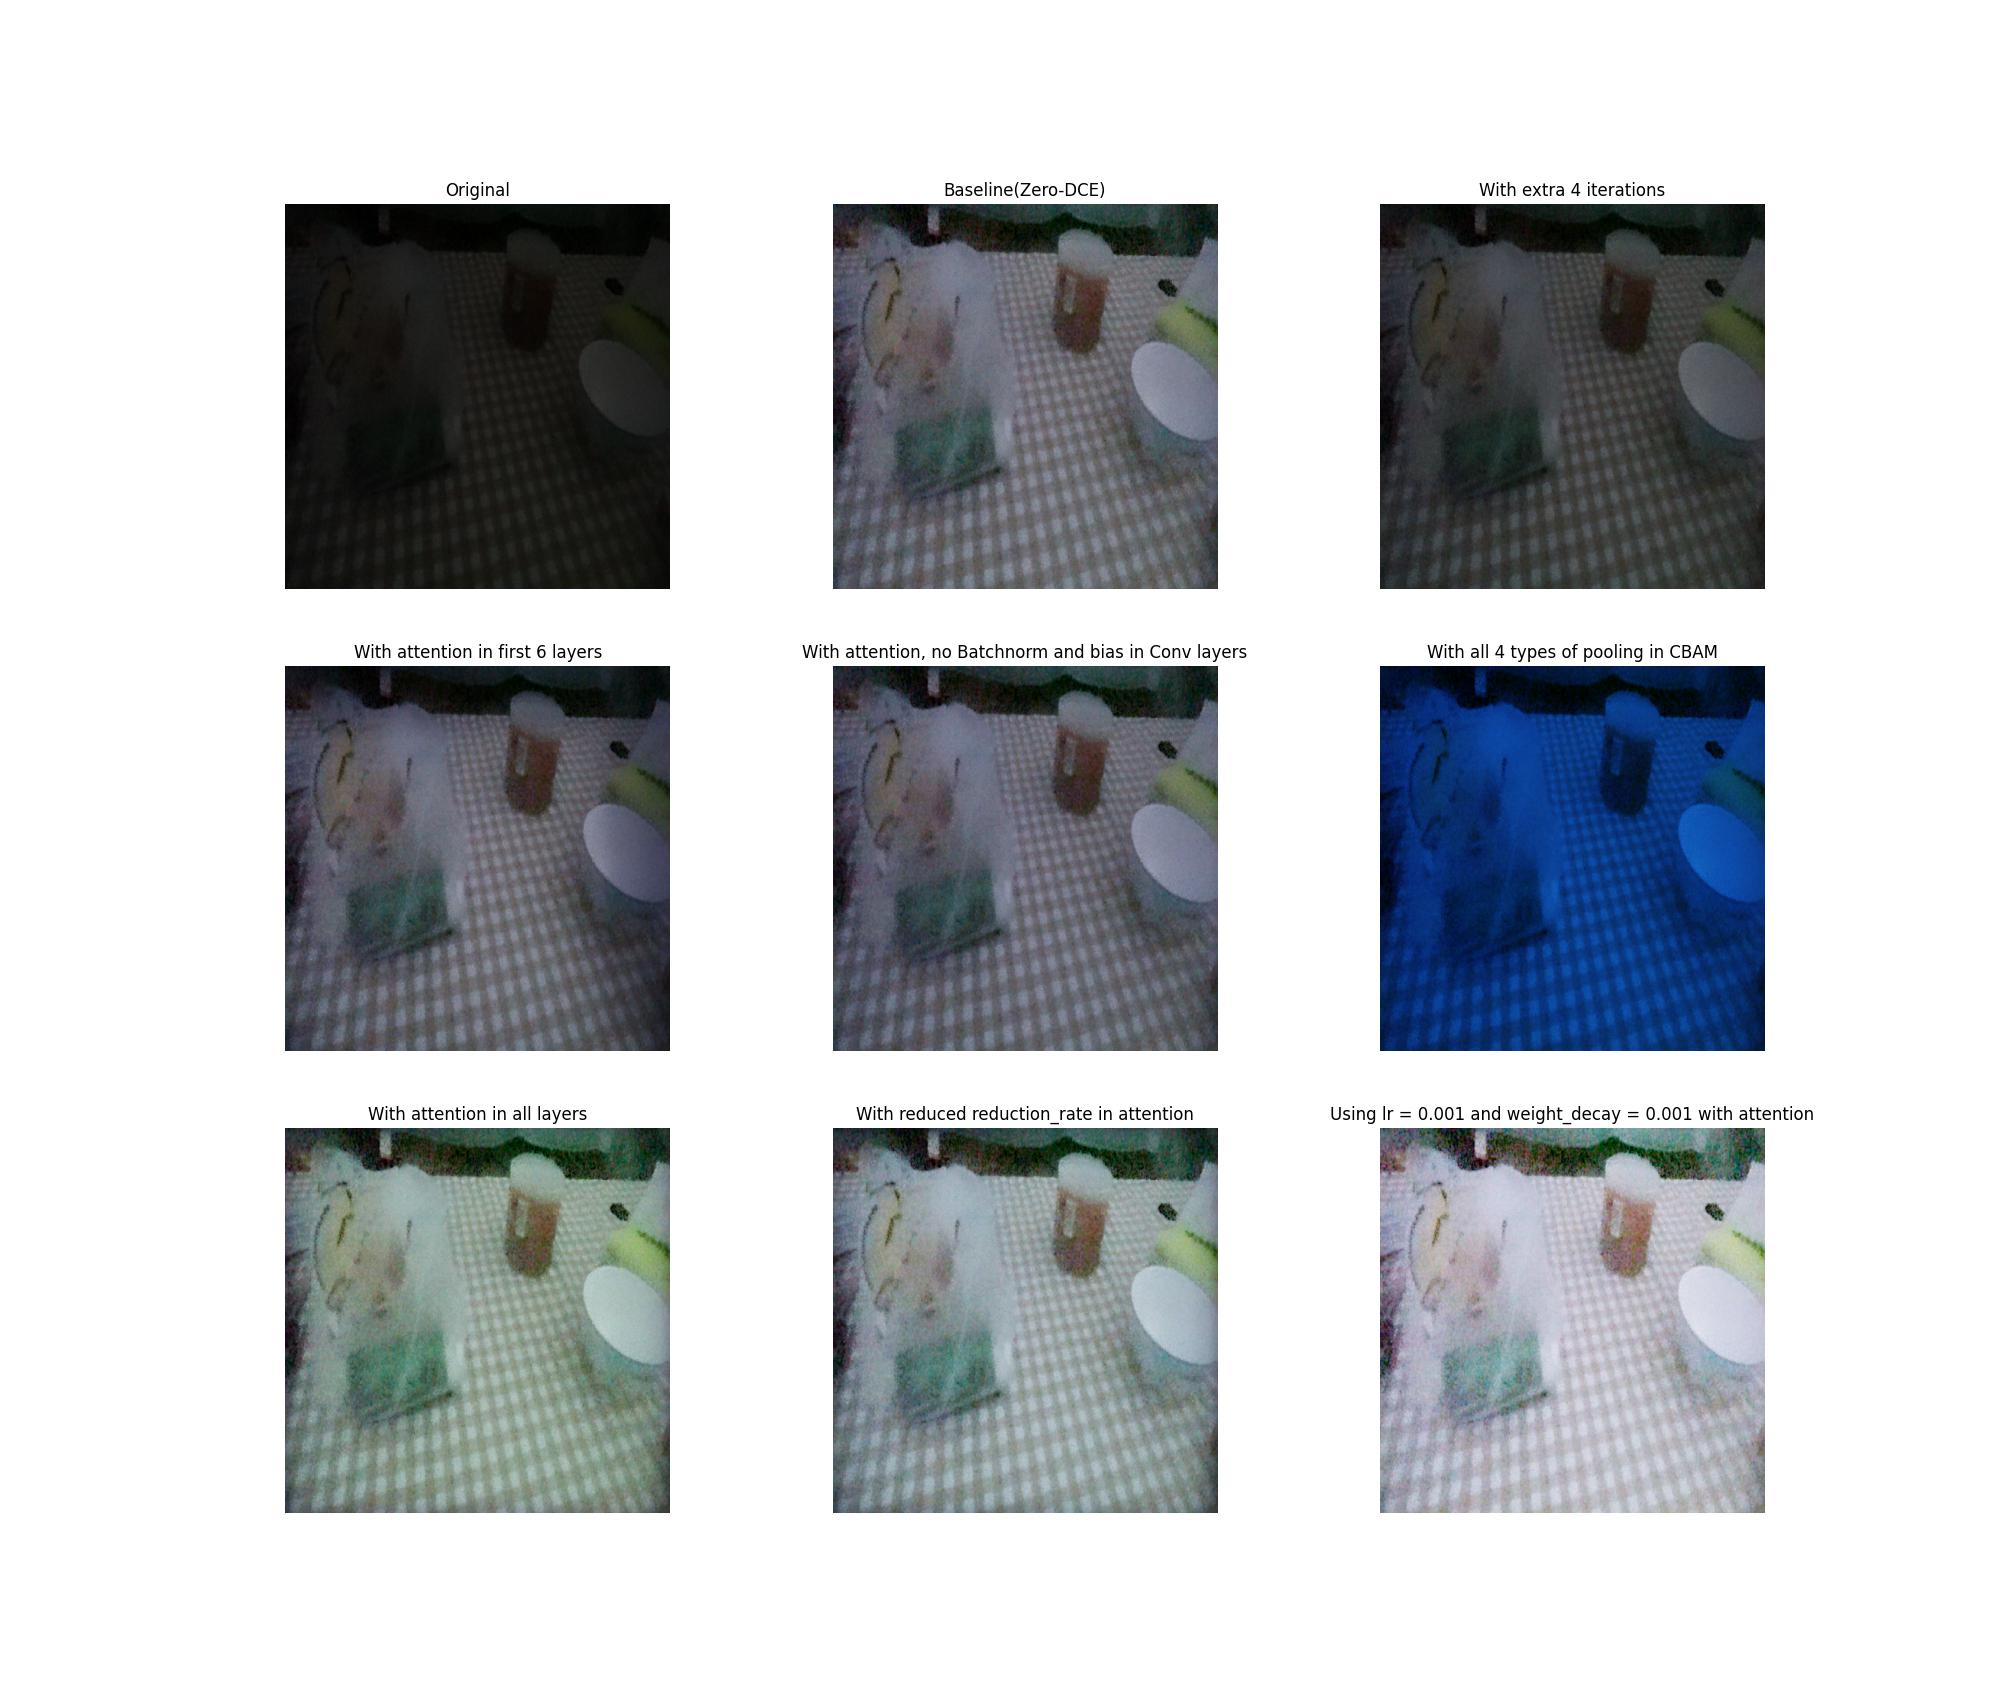 Original
Baseline(Zero-DCE)
With extra 4 iterations
With attention in first 6 layers
With attention, no Batchnorm and bias in Conv layers
With all 4 types of pooling in CBAM
With attention in all layers
With reduced reduction_rate in attention
Using lr = 0.001 and weight_decay = 0.001 with attention